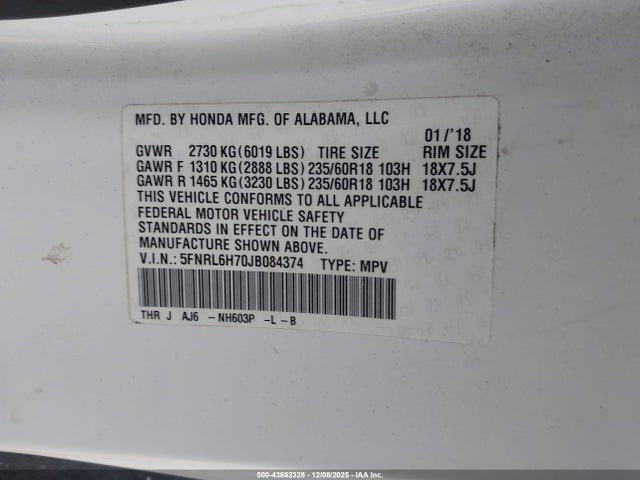 MFD. BY HONDA MFG. OF ALABAMA, LLC
01/'18
GVWR 2730 KG(6019 LBS) TIRE SIZE RIM SIZE
GAWR F 1310 KG(2888 LBS) 235/60R18 103H 18X7.5J
GAWR R 1465 KG(3230 LBS) 235/60R18 103H 18X7.5J
THIS VEHICLE CONFORMS TO ALL APPLICABLE
FEDERAL MOTOR VEHICLE SAFETY
STANDARDS IN EFFECT ON THE DATE OF
MANUFACTURE SHOWN ABOVE.
V.I.N.: 5FNRL6H70JB084374 TYPE: MPV
THR J AJ6 -NH603P -L-B
000-43862328 - 12/08/2025 - IAA Inc.